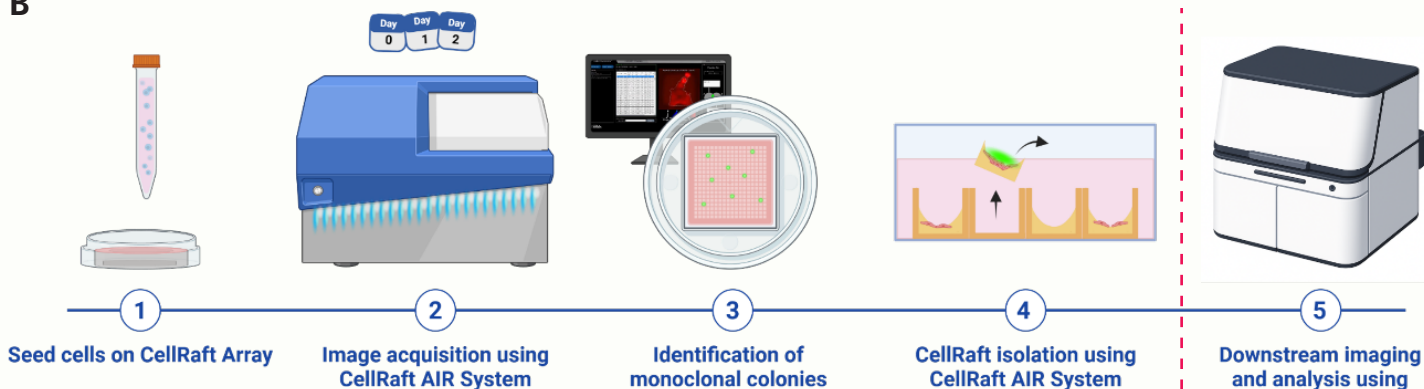 B
Day Day Day
0 1 2
1 2 3 4 5
Seed cells on CellRaft Array
Image acquisition using
CellRaft AIR System
Identification of
monoclonal colonies
CellRaft isolation using
CellRaft AIR System
Downstream imaging
and analysis using